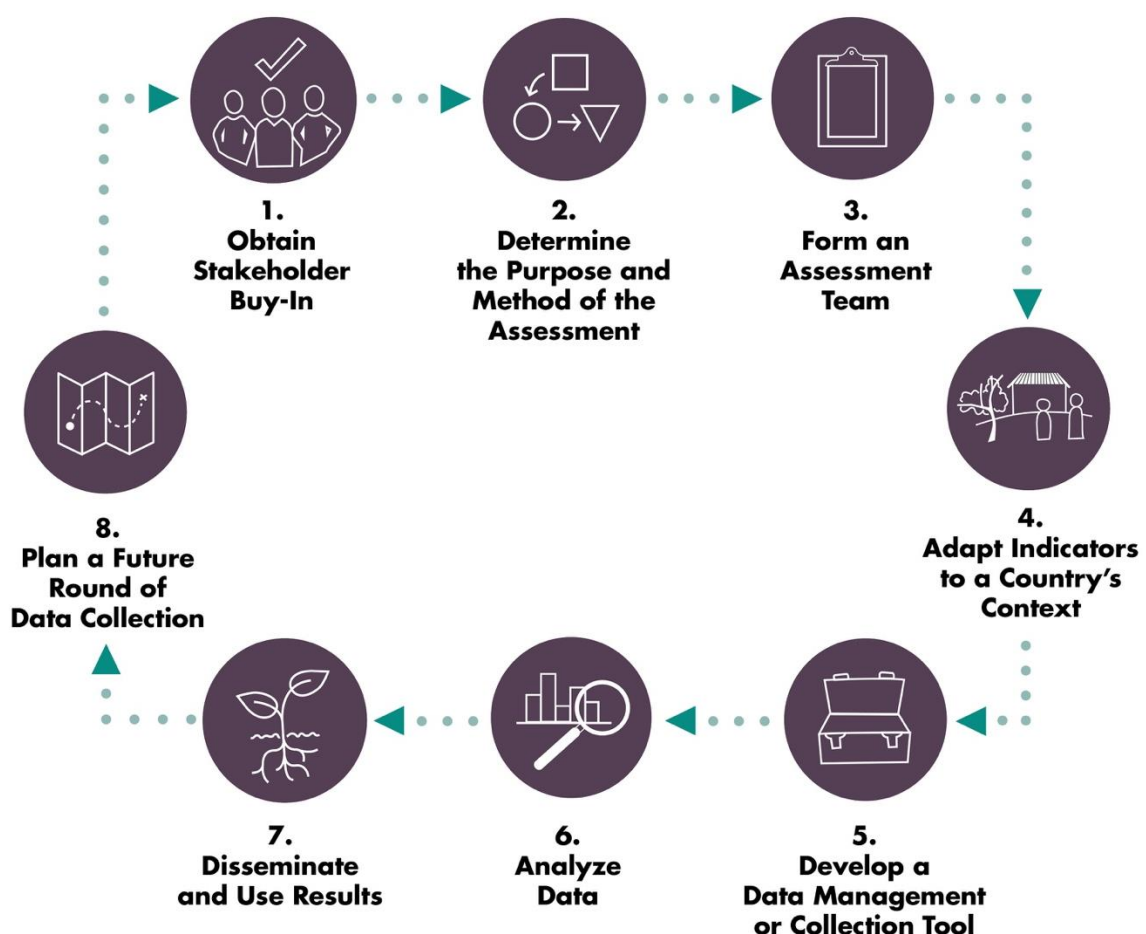 1.
Obtain
Stakeholder
Buy-In
2.
Determine
the Purpose and
Method of the
Assessment
3.
Form an
Assessment
Team
4.
Adapt Indicators
to a Country’s
Context
5.
Develop a
Data Management
or Collection Tool
6.
Analyze
Data
7.
Disseminate
and Use Results
8.
Plan a Future
Round of
Data Collection